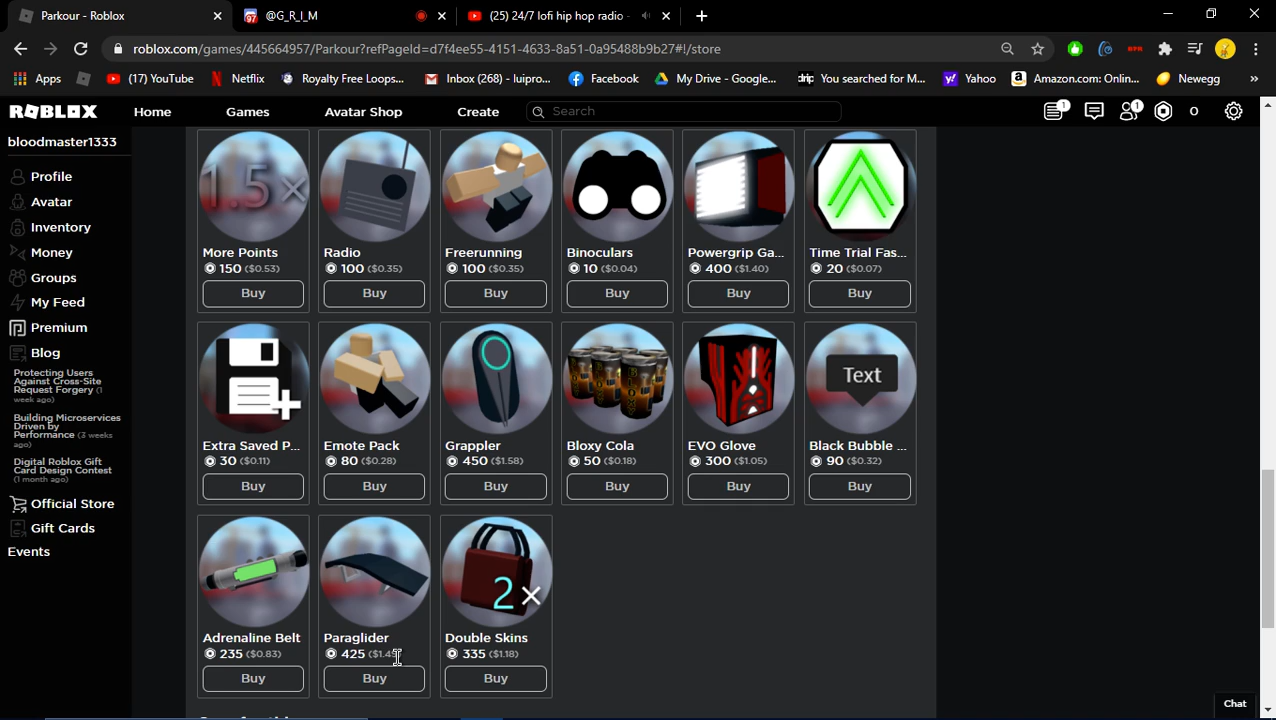 Parkour - Roblox
97
@G_R_I_M
(25) 24/7 lofi hip hop radio -
roblox.com/games/445664957/Parkour?refPageId=d7f4ee55-4151-4633-8a51-0a95488b9b27#!/store
Apps
(17) YouTube
Netflix
Royalty Free Loops...
Inbox (268) - luipro...
Facebook
My Drive - Google...
You searched for M...
Yahoo
Amazon.com: Onlin...
Newegg
»
ROBLOX
Home
Games
Avatar Shop
Create
Search
1
1
0
bloodmaster1333
Profile
Avatar
Inventory
Money
Groups
My Feed
Premium
Blog
Protecting Users
Against Cross-Site
Request Forgery (1
week ago)
Building Microservices
Driven by
Performance (3 weeks
ago)
Digital Roblox Gift
Card Design Contest
(1 month ago)
Official Store
Gift Cards
Events
1.5×
More Points
150 ($0.53)
Buy
Radio
100 ($0.35)
Buy
Freerunning
100 ($0.35)
Buy
Binoculars
10 ($0.04)
Buy
Powergrip Ga...
400 ($1.40)
Buy
Time Trial Fas...
20 ($0.07)
Buy
Extra Saved P...
30 ($0.11)
Buy
Emote Pack
80 ($0.28)
Buy
Grappler
450 ($1.58)
Buy
Bloxy Cola
50 ($0.18)
Buy
EVO Glove
300 ($1.05)
Buy
Text
Black Bubble ...
90 ($0.32)
Buy
Adrenaline Belt
235 ($0.83)
Buy
Paraglider
425
Buy
2×
Double Skins
335 ($1.18)
Buy
Chat